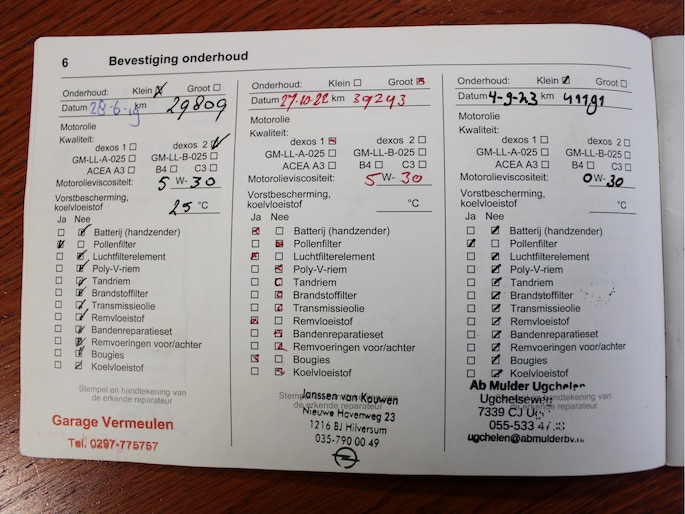 6 Bevestiging onderhoud
Onderhoud: Klein Groot
Datum 28-6-19 km 29809
Motorolie
Kwaliteit:
dexos 1 dexos 2
GM-LL-A-025 GM-LL-B-025
ACEA A3 B4 C3
Motorolieviscositeit: 5 W-30
Vorstbescherming,
koelvloeistof 25 °C
Ja Nee
Batterij (handzender)
Pollenfilter
Luchtfilterelement
Poly-V-riem
Tandriem
Brandstoffilter
Transmissieolie
Remvloeistof
Bandenreparatieset
Remvoeringen voor/achter
Bougies
Koelvloeistof
Stempel en handtekening van
de erkende reparateur
Garage Vermeulen
Tel. 0297-775757
Onderhoud: Klein Groot
Datum 27.10-22 km 39243
Motorolie
Kwaliteit:
dexos 1 dexos 2
GM-LL-A-025 GM-LL-B-025
ACEA A3 B4 C3
Motorolieviscositeit: 5 W-30
Vorstbescherming,
koelvloeistof °C
Ja Nee
Batterij (handzender)
Pollenfilter
Luchtfilterelement
Poly-V-riem
Tandriem
Brandstoffilter
Transmissieolie
Remvloeistof
Bandenreparatieset
Remvoeringen voor/achter
Bougies
Koelvloeistof
Stempel en handtekening van
de erkende reparateur
Janssen van Kouwen
Nieuwe Havenweg 23
1216 BJ Hilversum
035-790 00 49
Onderhoud: Klein Groot
Datum 4-9-23 km 41191
Motorolie
Kwaliteit:
dexos 1 dexos 2
GM-LL-A-025 GM-LL-B-025
ACEA A3 B4 C3
Motorolieviscositeit: 0W-30
Vorstbescherming,
koelvloeistof °C
Ja Nee
Batterij (handzender)
Pollenfilter
Luchtfilterelement
Poly-V-riem
Tandriem
Brandstoffilter
Transmissieolie
Remvloeistof
Bandenreparatieset
Remvoeringen voor/achter
Bougies
Koelvloeistof
Ab Mulder Ugchelen
7339 CJ
055-533
ugchelen@abmulderbv.nl